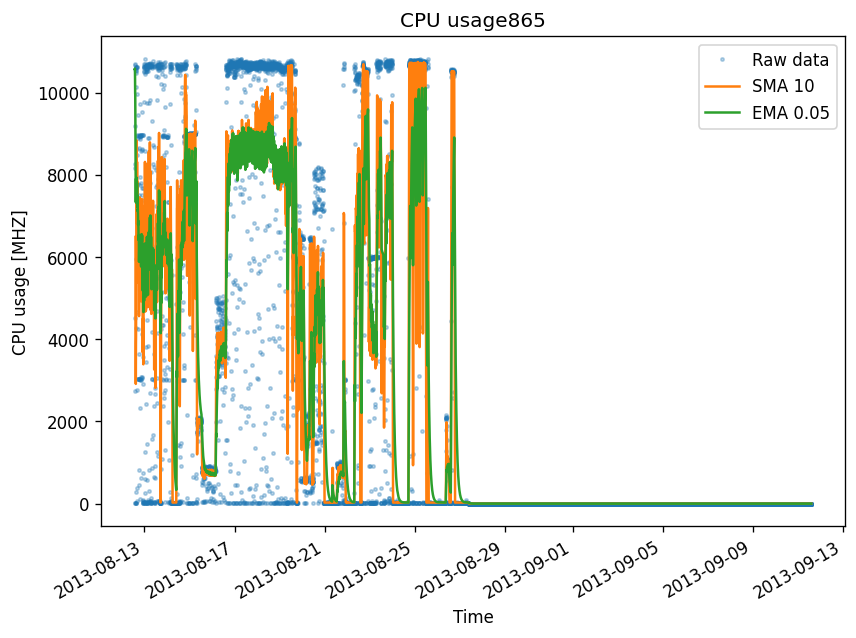 CPU usage865
Raw data
SMA 10
EMA 0.05
CPU usage [MHZ]
10000
8000
6000
4000
2000
0
2013-08-13
2013-08-17
2013-08-21
2013-08-25
2013-08-29
2013-09-01
2013-09-05
2013-09-09
2013-09-13
Time